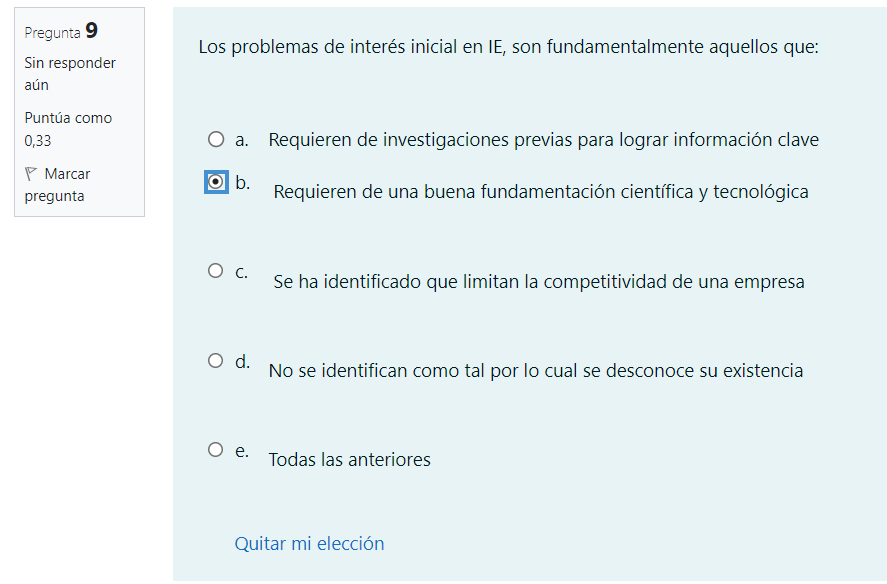 Pregunta 9
Sin responder
aún
Puntúa como
0,33
Marcar
pregunta
Los problemas de interés inicial en IE, son fundamentalmente aquellos que:
a. Requieren de investigaciones previas para lograr información clave
b. Requieren de una buena fundamentación científica y tecnológica
c. Se ha identificado que limitan la competitividad de una empresa
d. No se identifican como tal por lo cual se desconoce su existencia
e. Todas las anteriores
Quitar mi elección